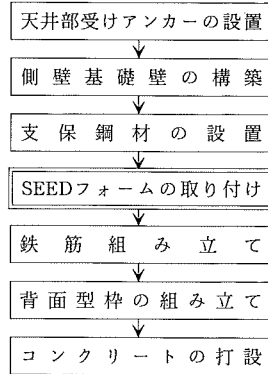 天井部受けアンカーの設置
側壁基礎壁の構築
支保鋼材の設置
SEEDフォームの取り付け
鉄筋組み立て
背面型枠の組み立て
コンクリートの打設